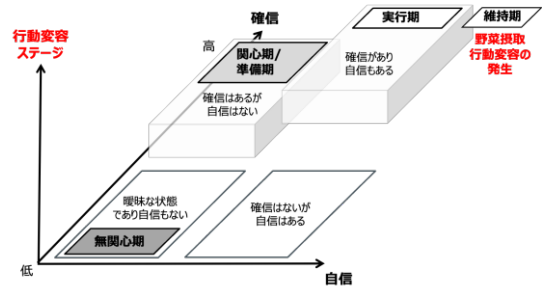 行動変容
ステージ
確信
高
関心期/
準備期
確信はあるが
自信はない
実行期
確信があり
自信もある
維持期
野菜摂取
行動変容の
発生
曖昧な状態
であり自信もない
無関心期
確信はないが
自信はある
低
自信